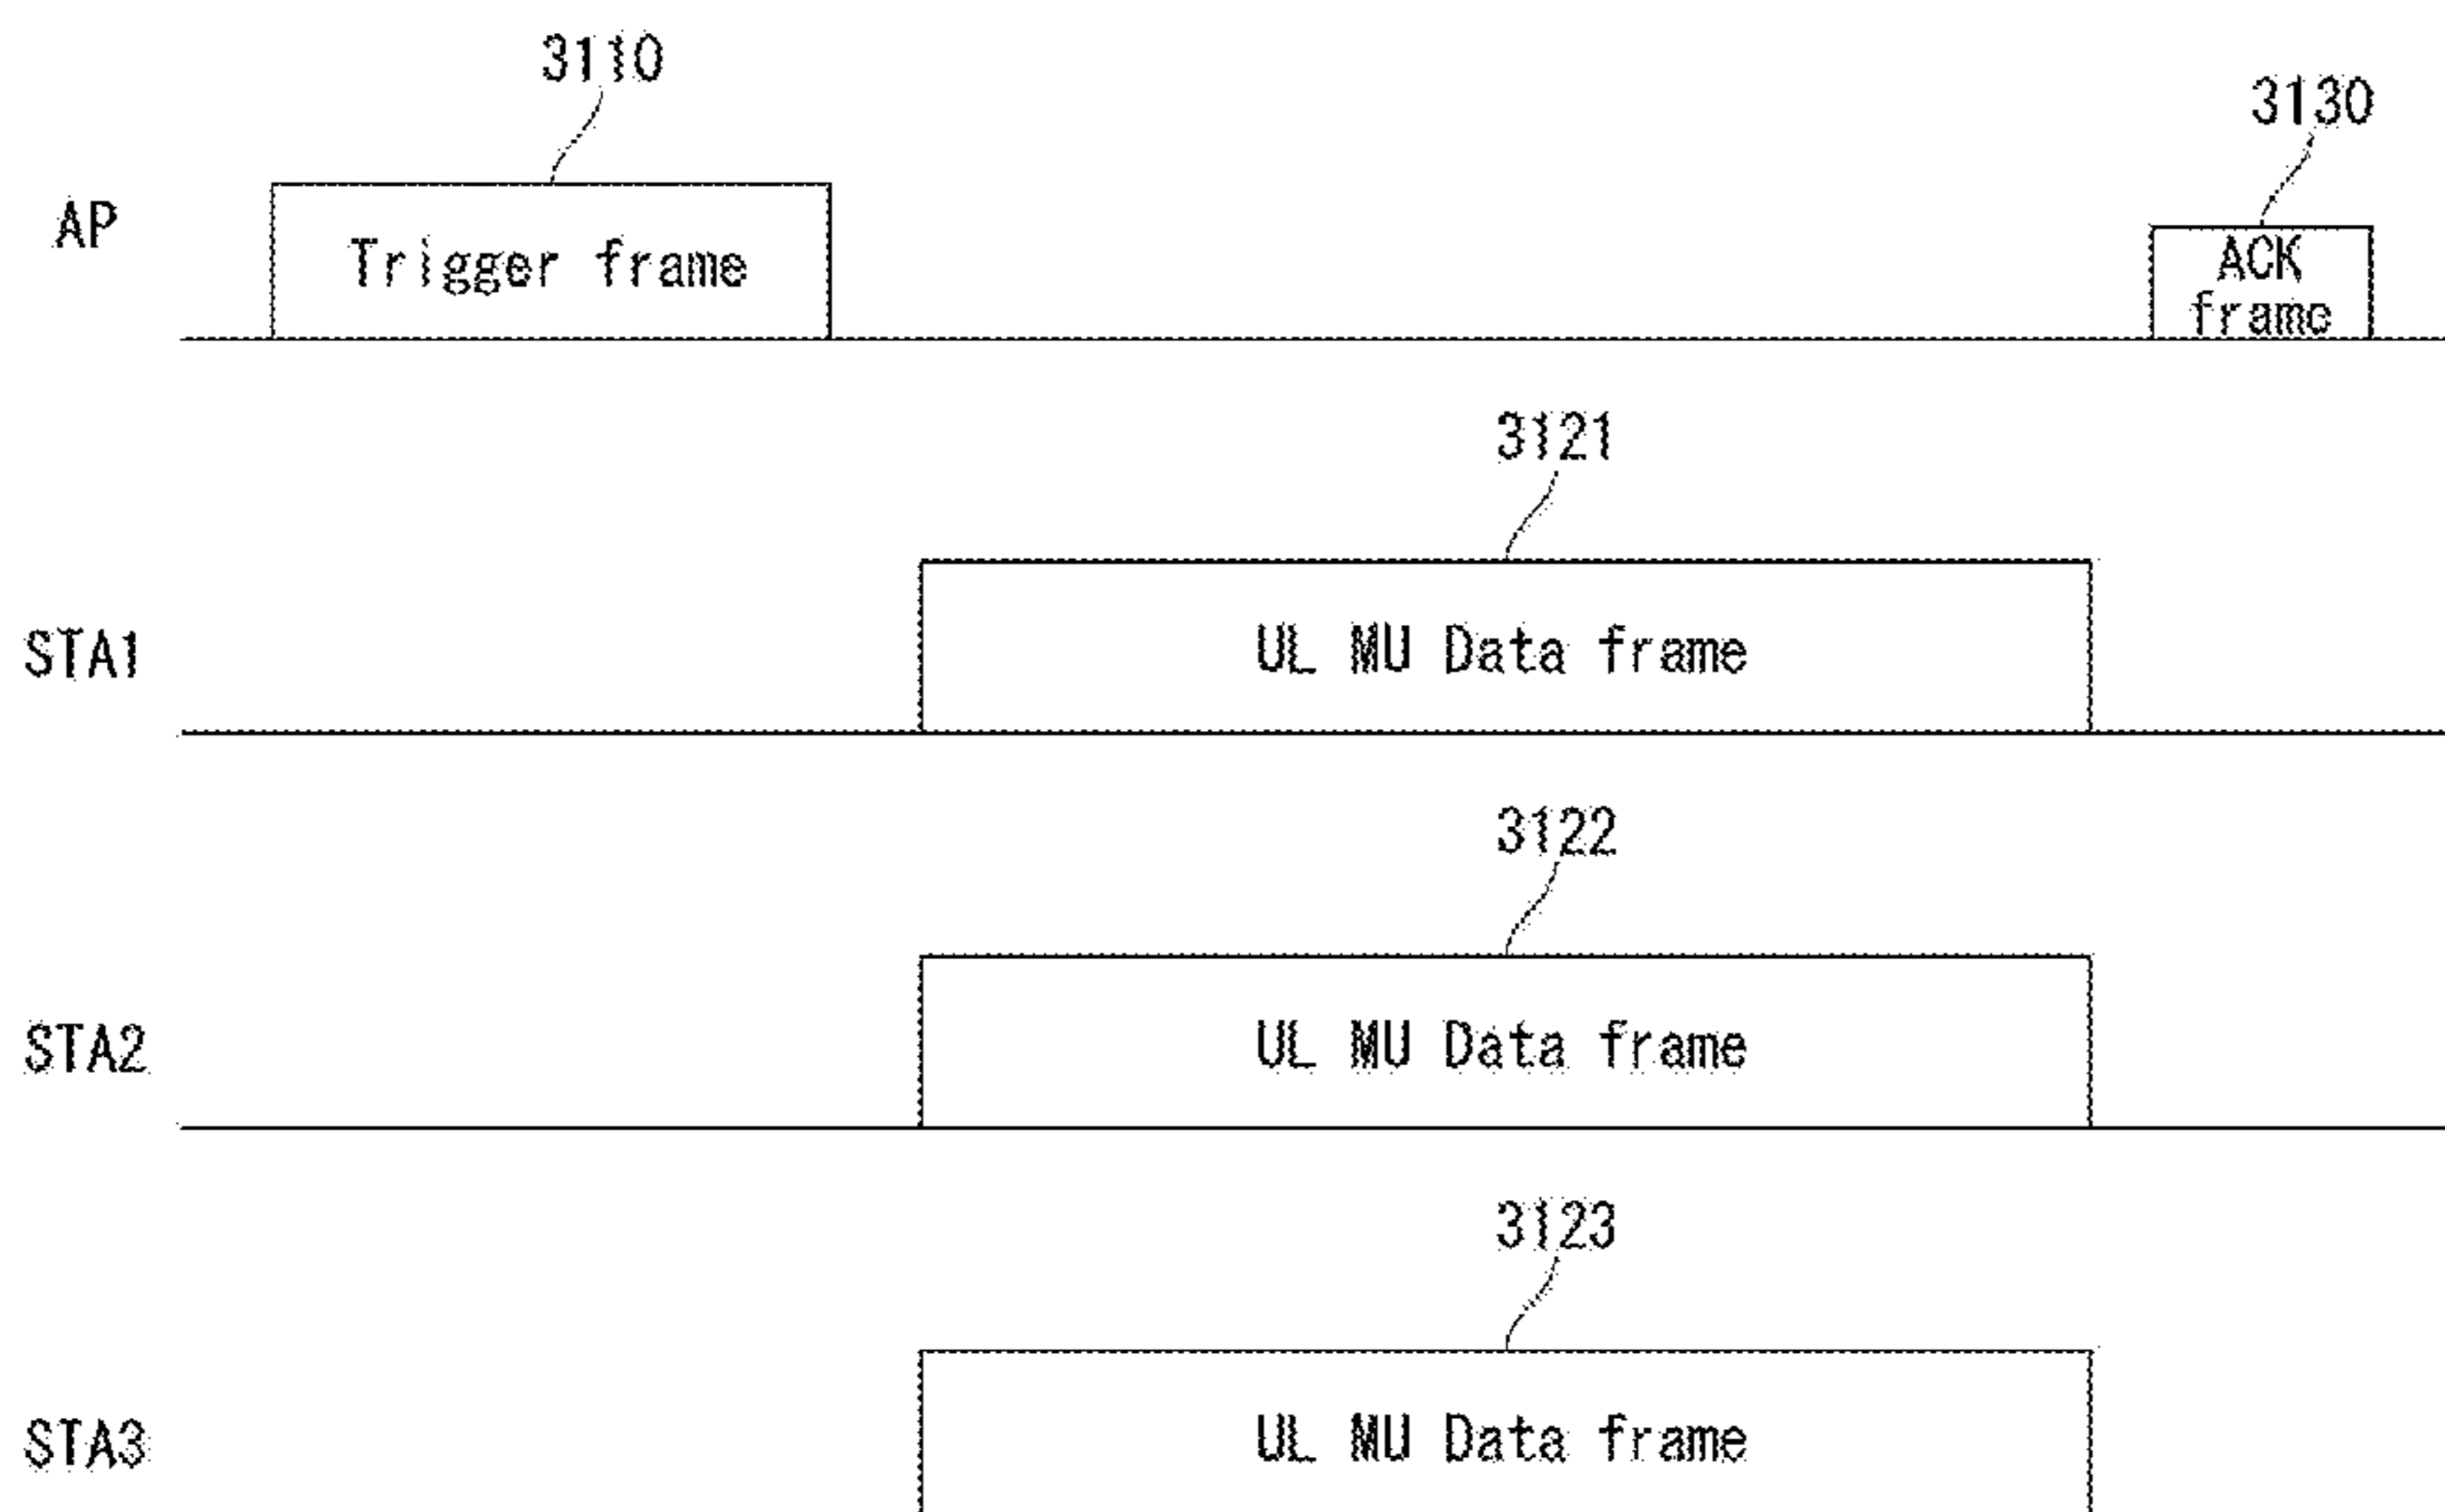 3110
3130
AP
Trigger frame
ACK
frame
3121
STA1
UL MU Data frame
3122
STA2
UL MU Data frame
3123
STA3
UL MU Data frame